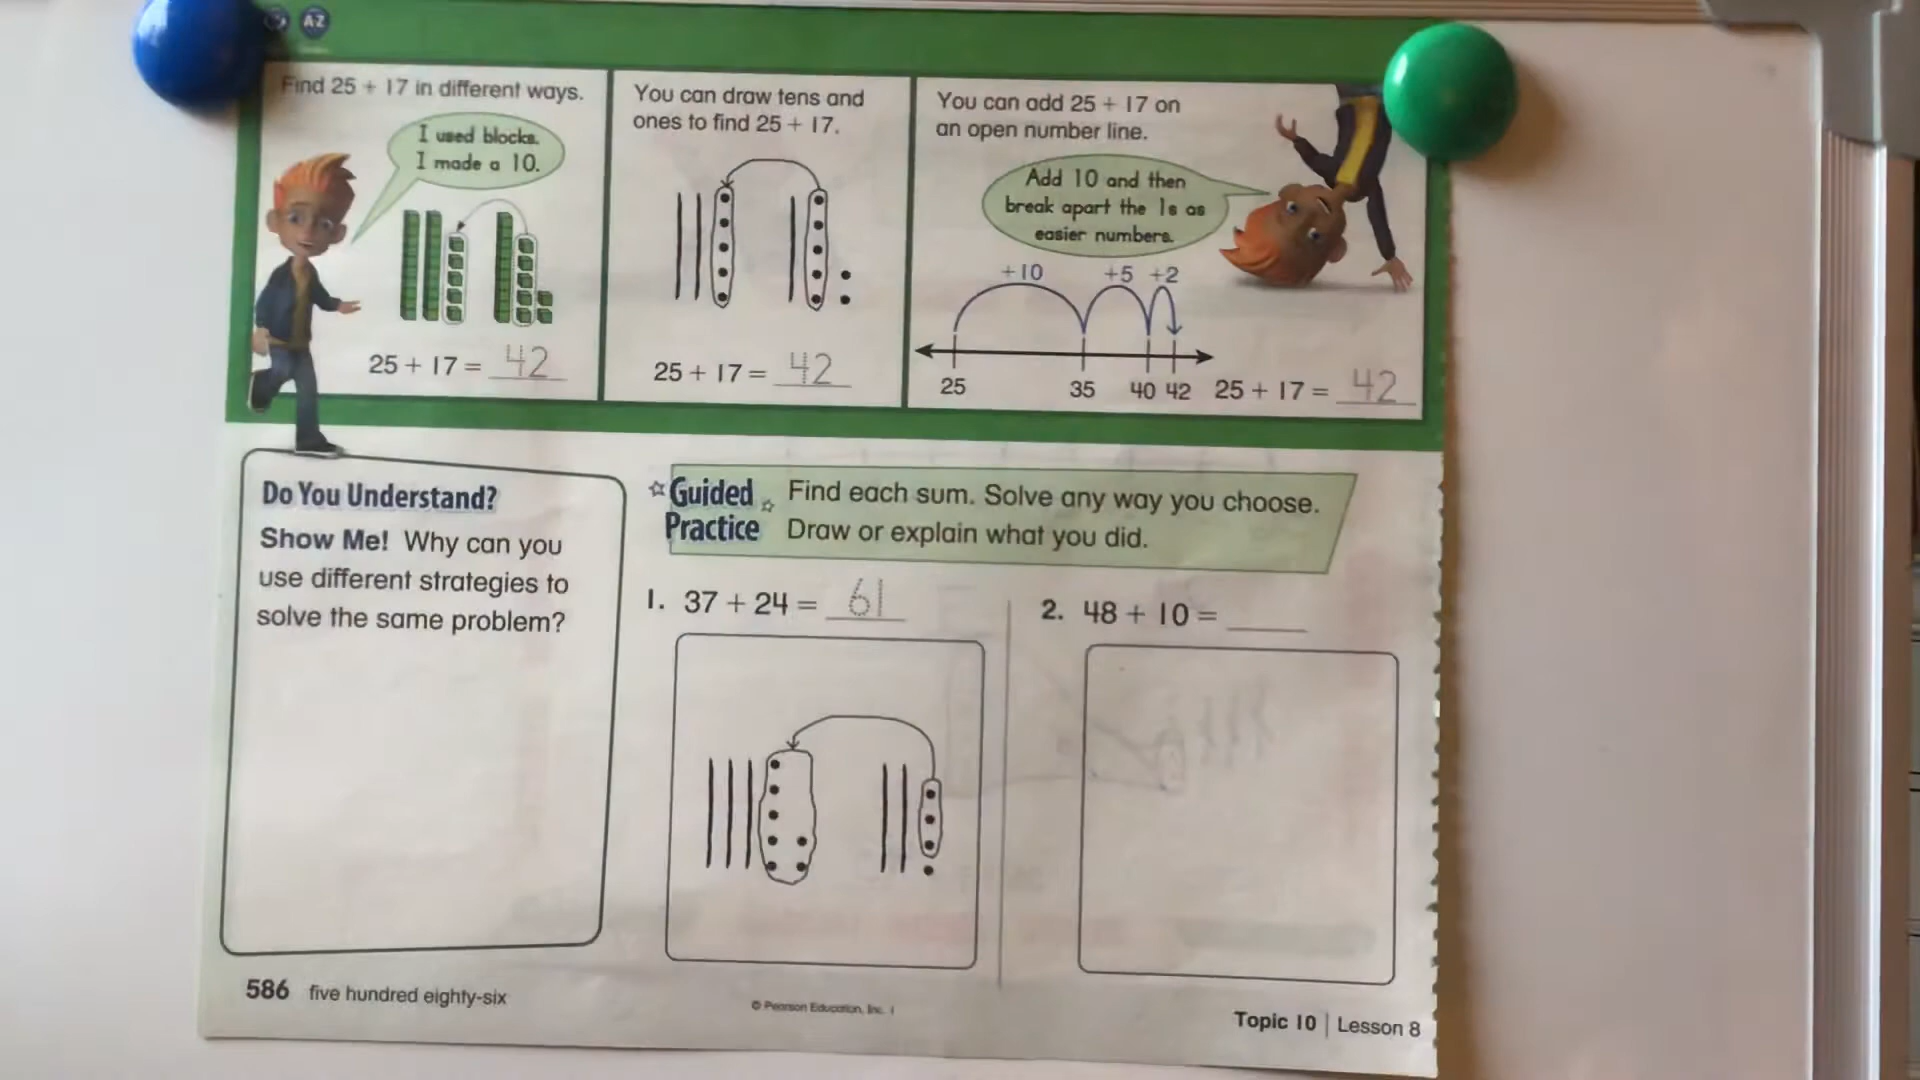 A-Z
Find 25 + 17 in different ways.
I used blocks.
I made a 10.
25 + 17 = 42
You can draw tens and
ones to find 25 + 17.
25 + 17 = 42
You can add 25 + 17 on
an open number line.
Add 10 and then
break apart the 1s as
easier numbers.
+10 +5 +2
25 35 40 42
25 + 17 = 42
Do You Understand?
Show Me! Why can you
use different strategies to
solve the same problem?
Guided
Practice
Find each sum. Solve any way you choose.
Draw or explain what you did.
1. 37 + 24 = 61
2. 48 + 10 = ____
586 five hundred eighty-six
© Pearson Education, Inc. 1
Topic 10 | Lesson 8